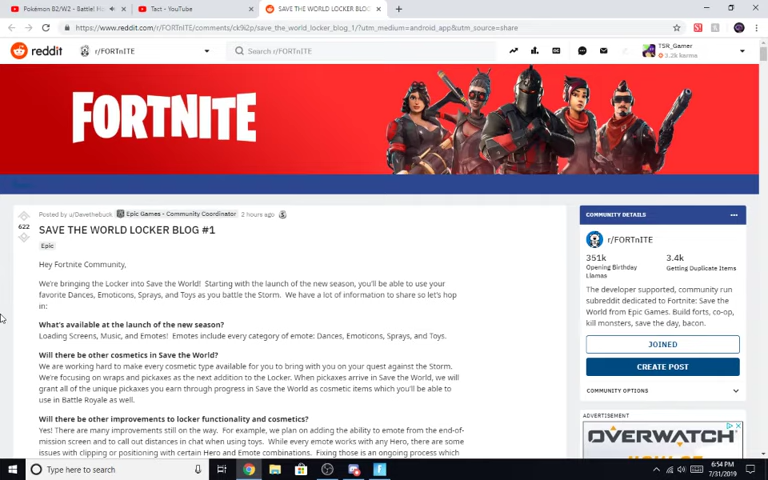 Pokémon B2/W2 - Battle! H
Tact - YouTube
SAVE THE WORLD LOCKER BLOG
https://www.reddit.com/r/FORTnITE/comments/ck9i2p/save_the_world_locker_blog_1/?utm_medium=android_app&utm_source=share
reddit
r/FORTnITE
Search r/FORTnITE
TSR_Gamer
3.2k karma
FORTNITE
Posted by u/Davethebuck
Epic Games - Community Coordinator
2 hours ago
622
SAVE THE WORLD LOCKER BLOG #1
Epic
Hey Fortnite Community,
We're bringing the Locker into Save the World! Starting with the launch of the new season, you'll be able to use your
favorite Dances, Emoticons, Sprays, and Toys as you battle the Storm. We have a lot of information to share so let's hop
in:
What's available at the launch of the new season?
Loading Screens, Music, and Emotes! Emotes include every category of emote: Dances, Emoticons, Sprays, and Toys.
Will there be other cosmetics in Save the World?
We are working hard to make every cosmetic type available for you to bring with you on your quest against the Storm.
We're focusing on wraps and pickaxes as the next addition to the Locker. When pickaxes arrive in Save the World, we will
grant all of the unique pickaxes you earn through progress in Save the World as cosmetic items which you'll be able to
use in Battle Royale as well.
Will there be other improvements to locker functionality and cosmetics?
Yes! There are many improvements still on the way. For example, we plan on adding the ability to emote from the end-of-
mission screen and to call out distances in chat when using toys. While every emote works with any Hero, there are some
issues with clipping or positioning with certain Hero and Emote combinations. Fixing those is an ongoing process which
COMMUNITY DETAILS
r/FORTnITE
351k
3.4k
Opening Birthday
Llamas
Getting Duplicate Items
The developer supported, community run
subreddit dedicated to Fortnite: Save the
World from Epic Games. Build forts, co-op,
kill monsters, save the day, bacon.
JOINED
CREATE POST
COMMUNITY OPTIONS
ADVERTISEMENT
OVERWATCH
Type here to search
6:54 PM
7/31/2019